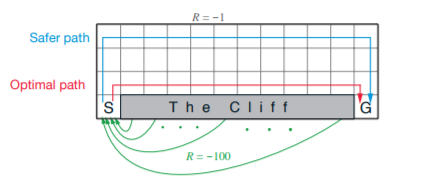 R = -1
Safer path
Optimal path
S The Cliff G
R = -100